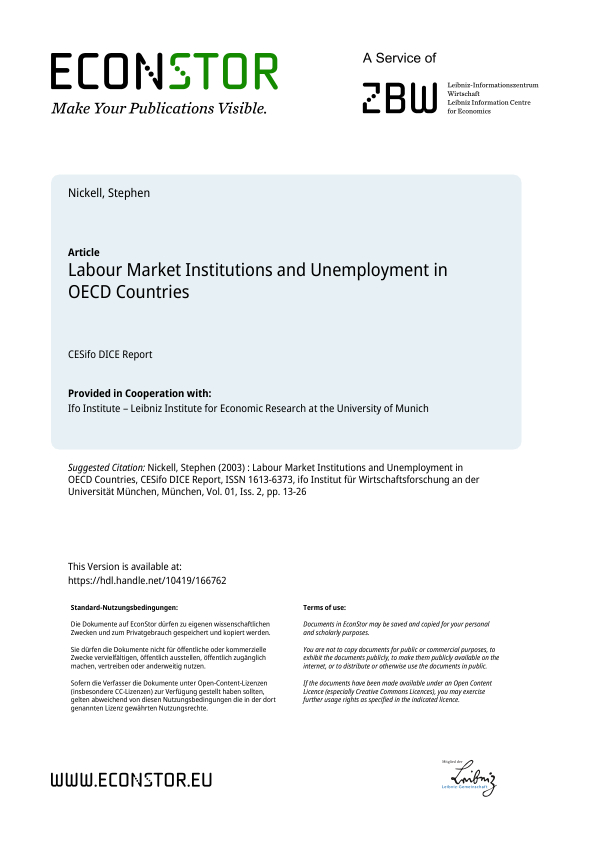 ECONSTOR
Make Your Publications Visible.
A Service of
ZBW
Leibniz-Informationszentrum
Wirtschaft
Leibniz Information Centre
for Economics
Nickell, Stephen
Article
Labour Market Institutions and Unemployment in
OECD Countries
CESifo DICE Report
Provided in Cooperation with:
Ifo Institute – Leibniz Institute for Economic Research at the University of Munich
Suggested Citation: Nickell, Stephen (2003) : Labour Market Institutions and Unemployment in
OECD Countries, CESifo DICE Report, ISSN 1613-6373, ifo Institut für Wirtschaftsforschung an der
Universität München, München, Vol. 01, Iss. 2, pp. 13-26
This Version is available at:
https://hdl.handle.net/10419/166762
Standard-Nutzungsbedingungen:
Die Dokumente auf EconStor dürfen zu eigenen wissenschaftlichen
Zwecken und zum Privatgebrauch gespeichert und kopiert werden.
Sie dürfen die Dokumente nicht für öffentliche oder kommerzielle
Zwecke vervielfältigen, öffentlich ausstellen, öffentlich zugänglich
machen, vertreiben oder anderweitig nutzen.
Sofern die Verfasser die Dokumente unter Open-Content-Lizenzen
(insbesondere CC-Lizenzen) zur Verfügung gestellt haben sollten,
gelten abweichend von diesen Nutzungsbedingungen die in der dort
genannten Lizenz gewährten Nutzungsrechte.
Terms of use:
Documents in EconStor may be saved and copied for your personal
and scholarly purposes.
You are not to copy documents for public or commercial purposes, to
exhibit the documents publicly, to make them publicly available on the
internet, or to distribute or otherwise use the documents in public.
If the documents have been made available under an Open Content
Licence (especially Creative Commons Licences), you may exercise
further usage rights as specified in the indicated licence.
WWW.ECONSTOR.EU
Mitglied der
Leibniz
Leibniz-Gemeinschaft